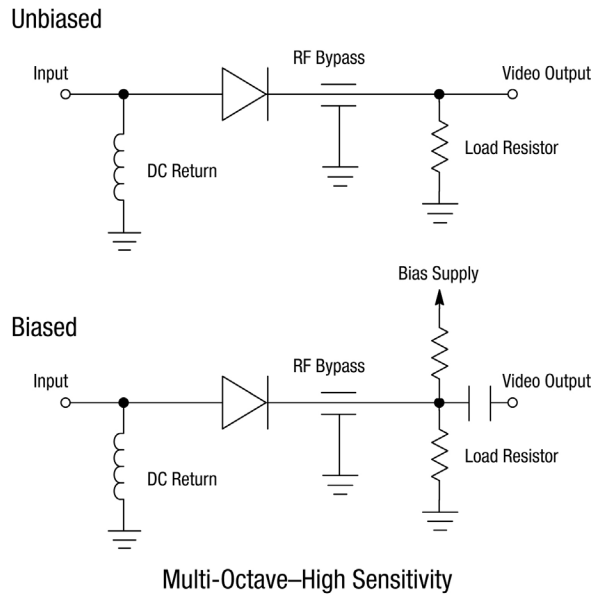 Unbiased
RF Bypass
Input
Video Output
Load Resistor
DC Return
Bias Supply
Biased
RF Bypass
Input
Video Output
Load Resistor
DC Return
Multi-Octave–High Sensitivity